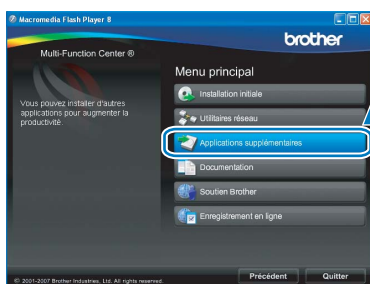 Macromedia Flash Player 8
brother
Multi-Function Center ®
Menu principal
Vous pouvez installer d'autres
applications pour augmenter la
productivité.
Installation initiale
Utilitaires réseau
Applications supplémentaires
Documentation
Soutien Brother
Enregistrement en ligne
© 2001-2007 Brother Industries, Ltd. All rights reserved.
Précédent
Quitter